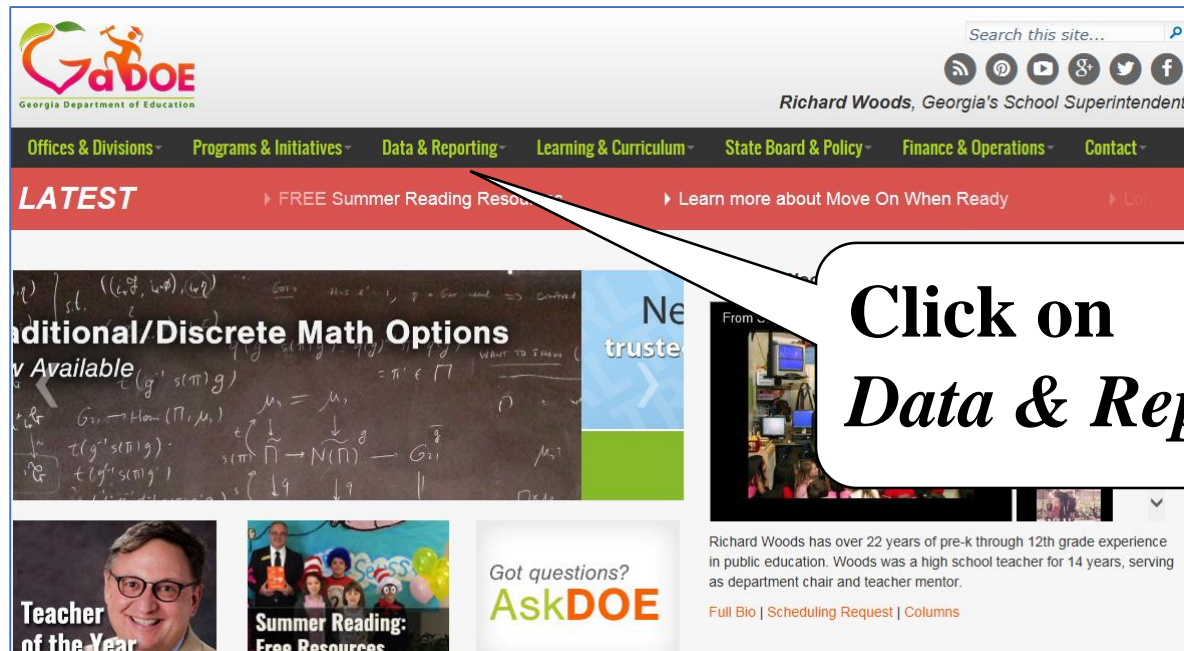 GaDOE
Georgia Department of Education
Search this site...
Richard Woods, Georgia's School Superintendent
Offices & Divisions
Programs & Initiatives
Data & Reporting
Learning & Curriculum
State Board & Policy
Finance & Operations
Contact
LATEST
FREE Summer Reading
Learn more about Move On When Ready
Click on
Data & Rep
aditional/Discrete Math Options
w Available
Ne
truste
From
Teacher
of the Year
Summer Reading:
Free Resources
Got questions?
AskDOE
Richard Woods has over 22 years of pre-k through 12th grade experience
in public education. Woods was a high school teacher for 14 years, serving
as department chair and teacher mentor.
Full Bio | Scheduling Request | Columns